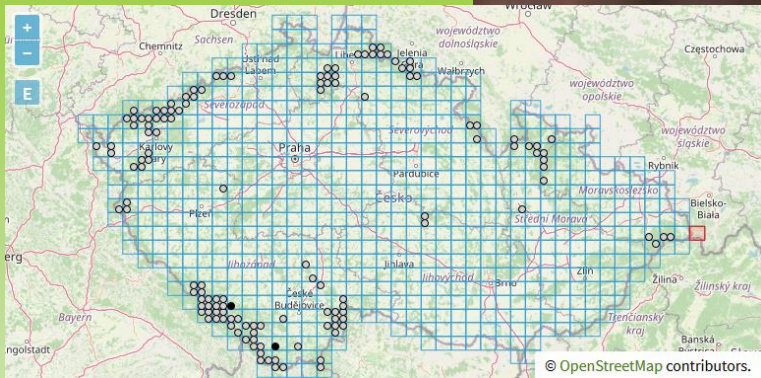 Dresden
Wrocław
+
−
E
Chemnitz
Sachsen
Ústí nad
Labem
Jelenia
Góra
województwo
dolnośląskie
Wałbrzych
Częstochowa
województwo
opolskie
Severozápad
Karlovy
Vary
Praha
Severovýchod
województwo
śląskie
Rybnik
Pardubice
Moravskoslezsko
Bielsko-
Biała
Česko
Plzeň
Střední Morava
Jihozápad
Jihlava
Jihovýchod
Brno
Zlín
Žilina
Žilinský kraj
České
Budějovice
Bayern
Trenčiansky
kraj
Banská
Bystrica
© OpenStreetMap contributors.